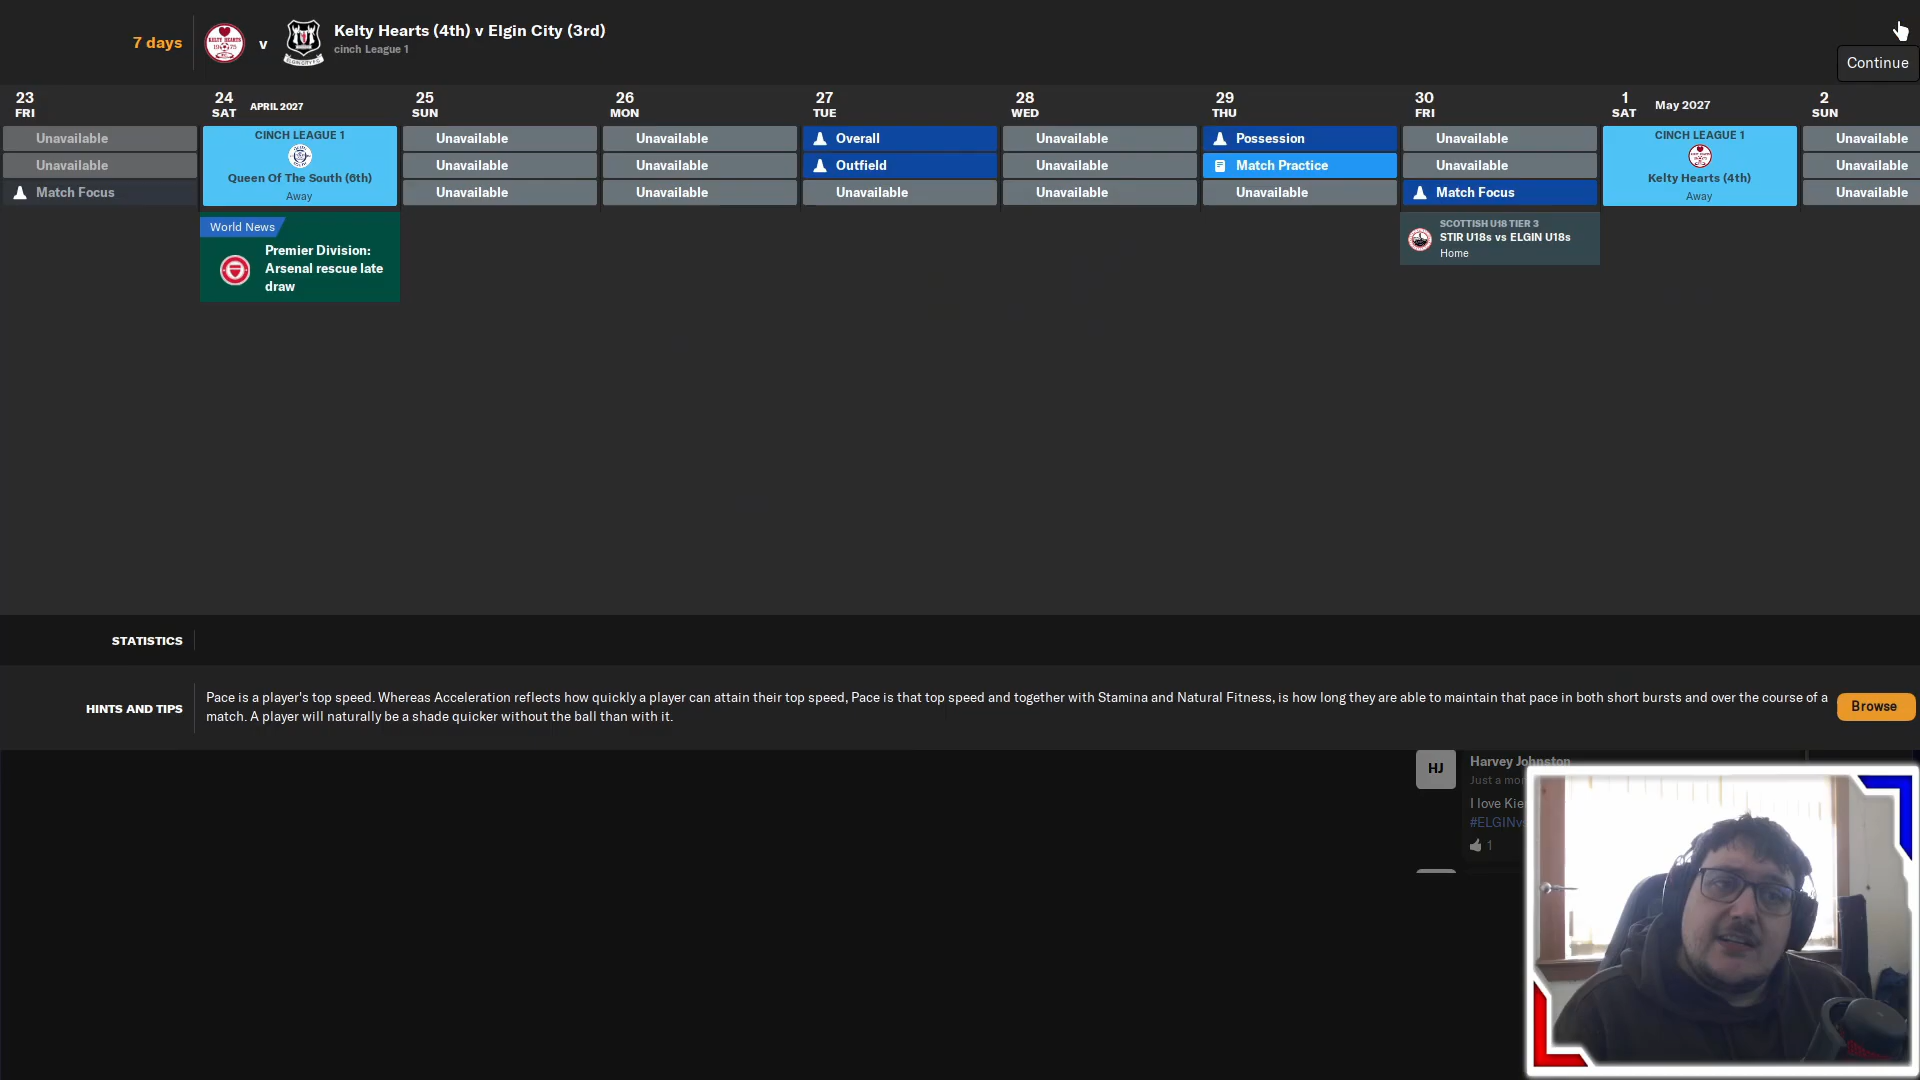 7 days
v
Kelty Hearts (4th) v Elgin City (3rd)
cinch League 1
Continue
23
FRI
24
SAT
APRIL 2027
25
SUN
26
MON
27
TUE
28
WED
29
THU
30
FRI
1
SAT
May 2027
2
SUN
Unavailable
Unavailable
Match Focus
CINCH LEAGUE 1
Queen Of The South (6th)
Away
World News
Premier Division:
Arsenal rescue late
draw
Unavailable
Unavailable
Unavailable
Unavailable
Unavailable
Unavailable
Overall
Outfield
Unavailable
Unavailable
Unavailable
Unavailable
Possession
Match Practice
Unavailable
Unavailable
Unavailable
Match Focus
SCOTTISH U18 TIER 3
STIR U18s vs ELGIN U18s
Home
CINCH LEAGUE 1
Kelty Hearts (4th)
Away
Unavailable
Unavailable
Unavailable
STATISTICS
HINTS AND TIPS
Pace is a player's top speed. Whereas Acceleration reflects how quickly a player can attain their top speed, Pace is that top speed and together with Stamina and Natural Fitness, is how long they are able to maintain that pace in both short bursts and over the course of a
match. A player will naturally be a shade quicker without the ball than with it.
Browse
HJ
Harvey Johnston
Just a
I love
1